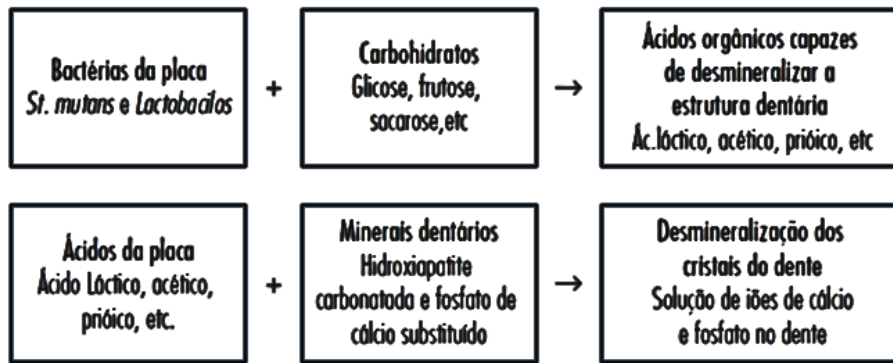 Bactérias da placa
St. mutans e Lactobacilos
+
Carbohidratos
Glicose, frutose,
sacarose,etc
→
Ácidos orgânicos capazes
de desmineralizar a
estrutura dentária
Ác.láctico, acético, prióico, etc
Ácidos da placa
Ácido Láctico, acético,
prióico, etc.
+
Minerais dentários
Hidroxiapatite
carbonatada e fosfato de
cálcio substituído
→
Desmineralização dos
cristais do dente
Solução de iões de cálcio
e fosfato no dente